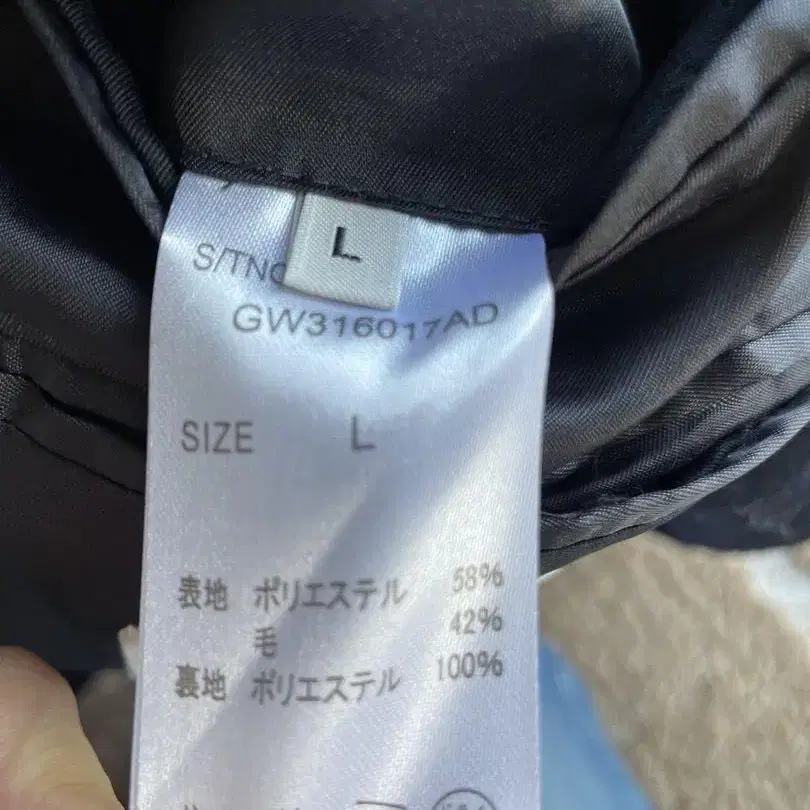 L
S/TNO
GW316017AD
SIZE L
表地 ポリエステル 58%
毛 42%
裏地 ポリエステル 100%